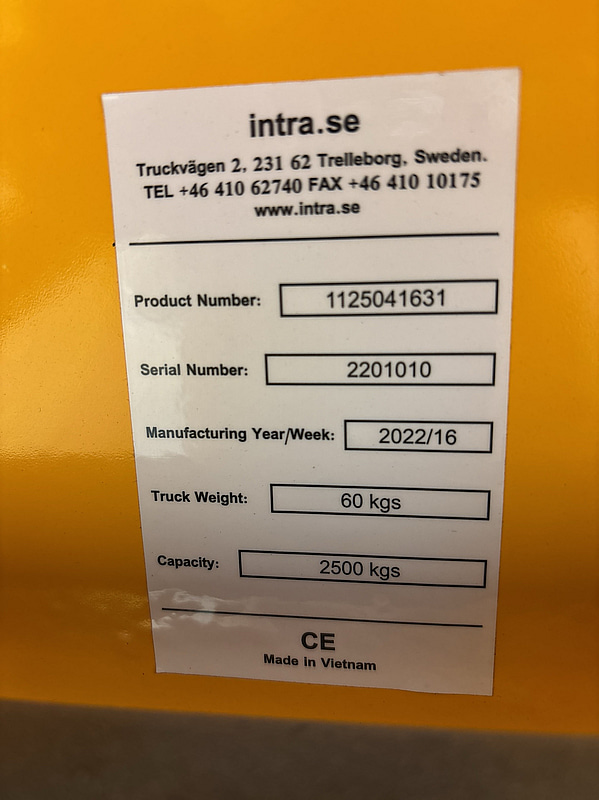 intra.se
Truckvägen 2, 231 62 Trelleborg, Sweden.
TEL +46 410 62740 FAX +46 410 10175
www.intra.se
Product Number: 1125041631
Serial Number: 2201010
Manufacturing Year/Week: 2022/16
Truck Weight: 60 kgs
Capacity: 2500 kgs
CE
Made in Vietnam